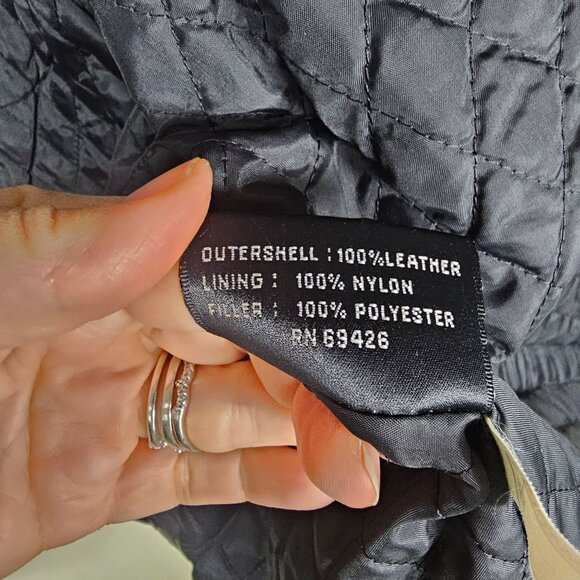 OUTERSHELL : 100%LEATHER
LINING : 100% NYLON
FILLER : 100% POLYESTER
RN 69426